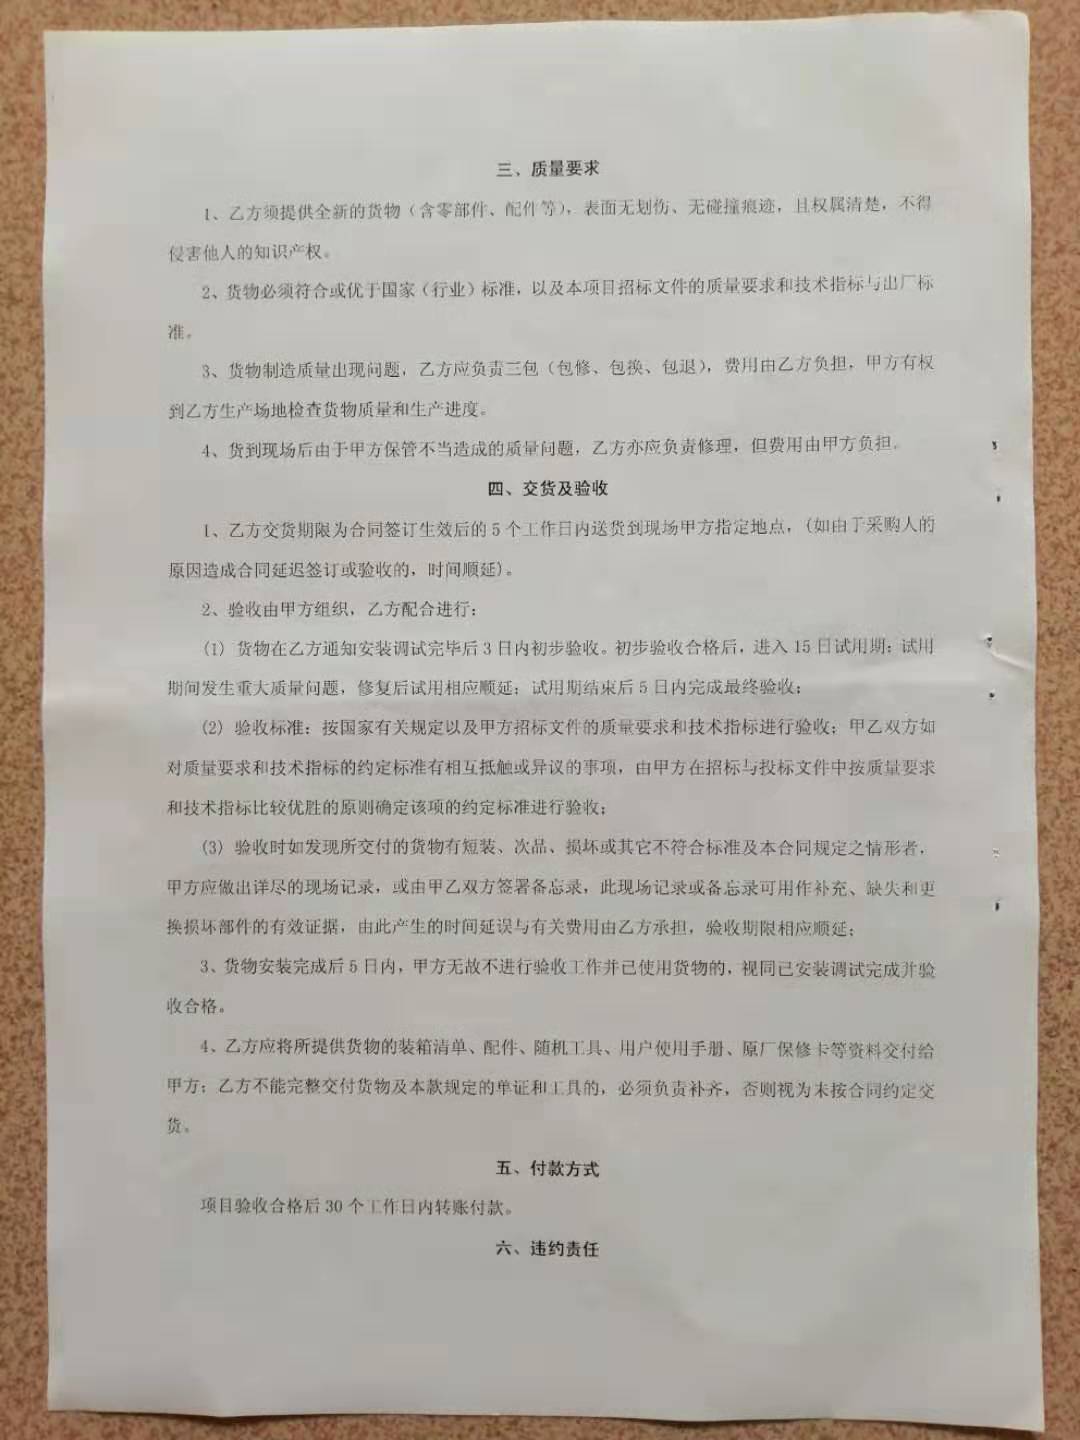 三、质量要求
1、乙方须提供全新的货物（含零部件、配件等），表面无划伤、无碰撞痕迹，且权属清楚，不得
侵害他人的知识产权。
2、货物必须符合或优于国家（行业）标准，以及本项目招标文件的质量要求和技术指标与出厂标
准。
3、货物制造质量出现问题，乙方应负责三包（包修、包换、包退），费用由乙方负担，甲方有权
到乙方生产场地检查货物质量和生产进度。
4、货到现场后由于甲方保管不当造成的质量问题，乙方亦应负责修理，但费用由甲方负担.
四、交货及验收
1、乙方交货期限为合同签订生效后的 5 个工作日内送货到现场甲方指定地点，(如由于采购人的
原因造成合同延迟签订或验收的，时间顺延)。
2、验收由甲方组织，乙方配合进行：
(1) 货物在乙方通知安装调试完毕后 3 日内初步验收。初步验收合格后，进入 15 日试用期；试用
期间发生重大质量问题，修复后试用相应顺延；试用期结束后 5 日内完成最终验收；
(2) 验收标准：按国家有关规定以及甲方招标文件的质量要求和技术指标进行验收；甲乙双方如
对质量要求和技术指标的约定标准有相互抵触或异议的事项，由甲方在招标与投标文件中按质量要求
和技术指标比较优胜的原则确定该项的约定标准进行验收；
(3) 验收时如发现所交付的货物有短装、次品、损坏或其它不符合标准及本合同规定之情形者，
甲方应做出详尽的现场记录，或由甲乙双方签署备忘录，此现场记录或备忘录可用作补充、缺失和更
换损坏部件的有效证据，由此产生的时间延误与有关费用由乙方承担，验收期限相应顺延；
3、货物安装完成后 5 日内，甲方无故不进行验收工作并已使用货物的，视同已安装调试完成并验
收合格。
4、乙方应将所提供货物的装箱清单、配件、随机工具、用户使用手册、原厂保修卡等资料交付给
甲方；乙方不能完整交付货物及本款规定的单证和工具的，必须负责补齐，否则视为未按合同约定交
货。
五、付款方式
项目验收合格后 30 个工作日内转账付款。
六、违约责任